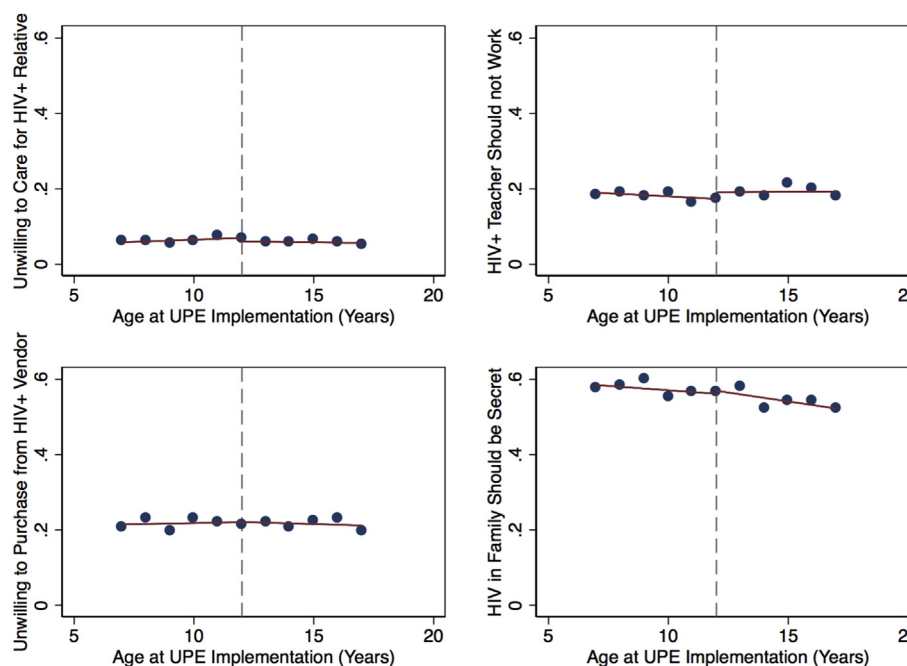 Unwilling to Care for HIV+ Relative
.6
.4
.2
0
5 10 15 20
Age at UPE Implementation (Years)
HIV+ Teacher Should not Work
.6
.4
.2
0
5 10 15 2
Age at UPE Implementation (Years)
Unwilling to Purchase from HIV+ Vendor
.6
.4
.2
0
5 10 15 20
Age at UPE Implementation (Years)
HIV in Family Should be Secret
.6
.4
.2
0
5 10 15 2
Age at UPE Implementation (Years)